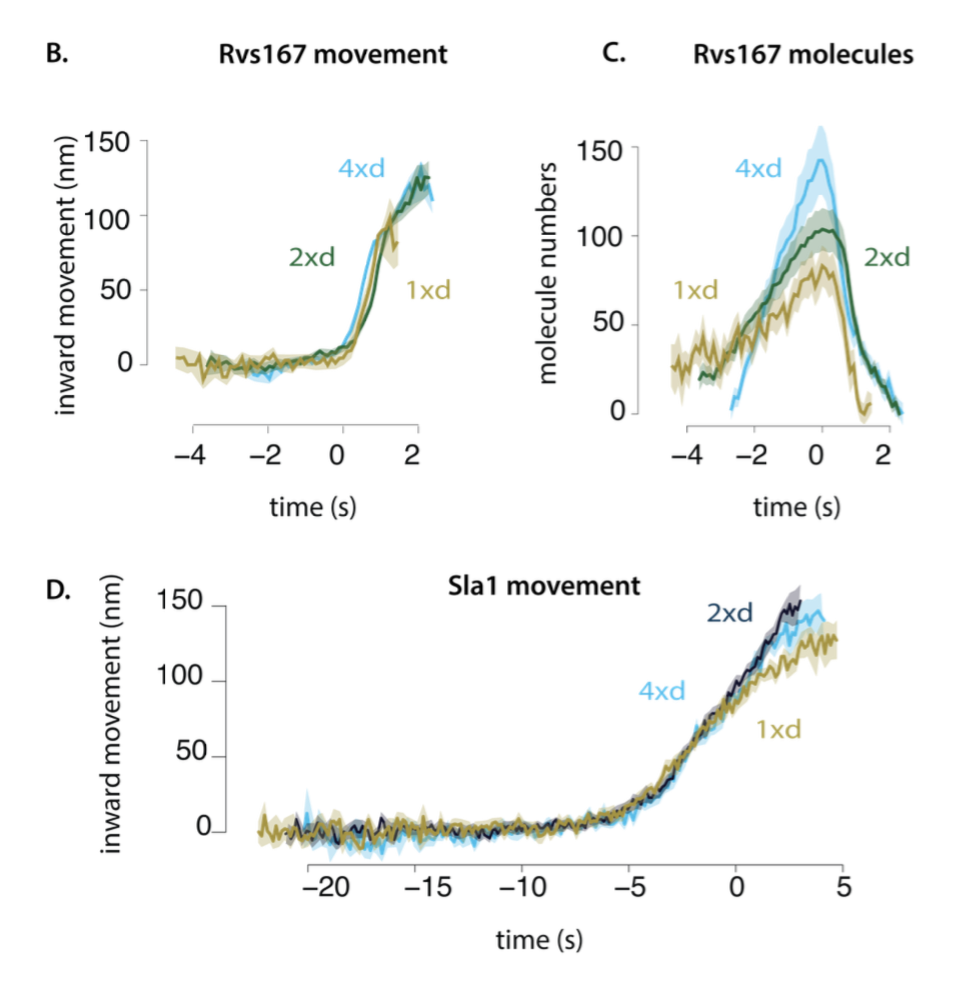 B.
Rvs167 movement
inward movement (nm)
150
100
50
0
4xd
2xd
1xd
−4
−2
0
2
time (s)
C.
Rvs167 molecules
molecule numbers
150
100
50
0
4xd
2xd
1xd
−4
−2
0
2
time (s)
D.
Sla1 movement
inward movement (nm)
150
100
50
0
2xd
4xd
1xd
−20
−15
−10
−5
0
5
time (s)